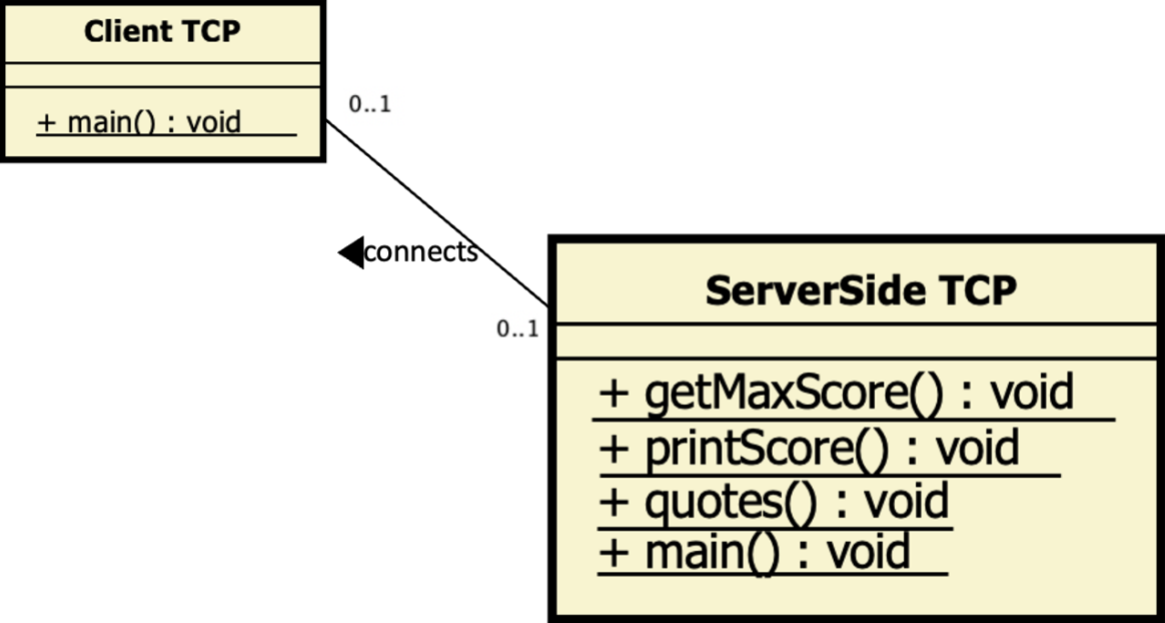 Client TCP
+ main() : void
0..1
connects
0..1
ServerSide TCP
+ getMaxScore() : void
+ printScore() : void
+ quotes() : void
+ main() : void